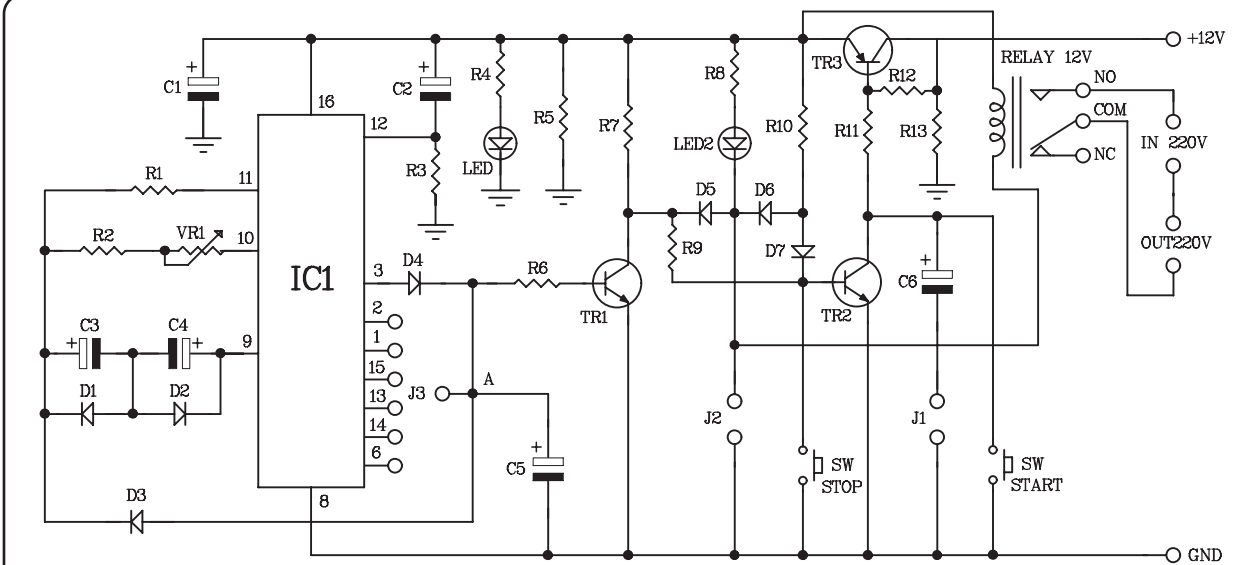 +12V
TR3
RELAY 12V
C1
+
C2
+
R4
R5
R7
R8
R10
R12
R11
R13
NO
COM
NC
IN 220V
OUT220V
16
12
LED
LED2
R3
R1
11
R2
VR1
10
IC1
3
D4
R6
TR1
D5
D6
R9
D7
TR2
C6
+
C3
+
C4
+
9
D1
D2
2
1
15
13
14
6
J3
A
C5
+
J2
J1
SW
STOP
SW
START
D3
8
GND